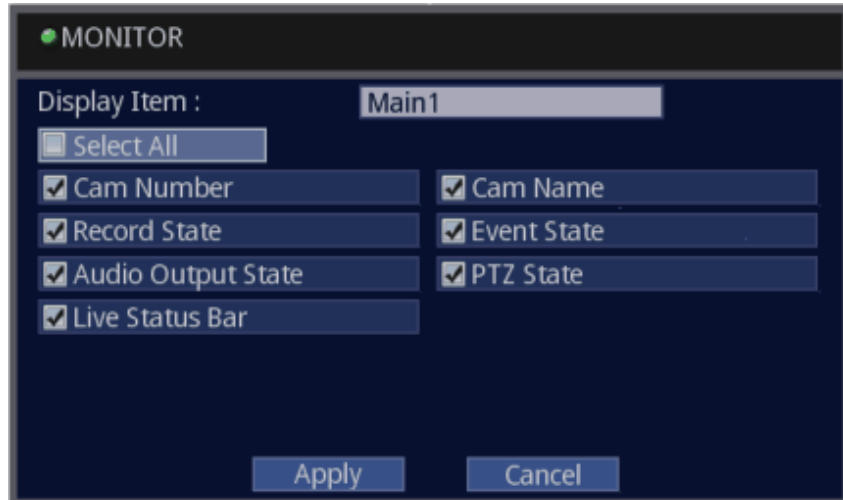 MONITOR
Display Item : Main1
Select All
Cam Number Cam Name
Record State Event State
Audio Output State PTZ State
Live Status Bar
Apply Cancel